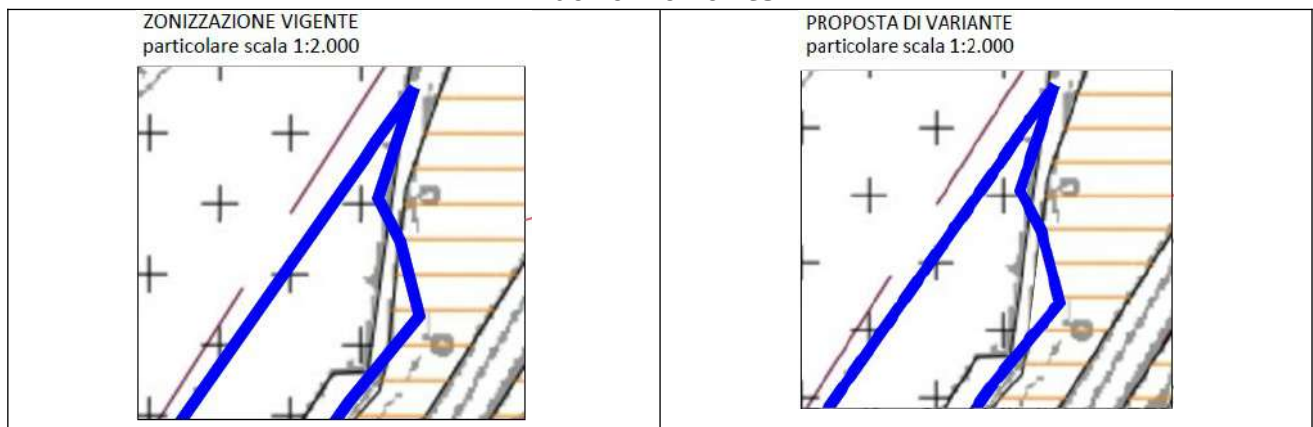 ZONIZZAZIONE VIGENTE
particolare scala 1:2.000
PROPOSTA DI VARIANTE
particolare scala 1:2.000